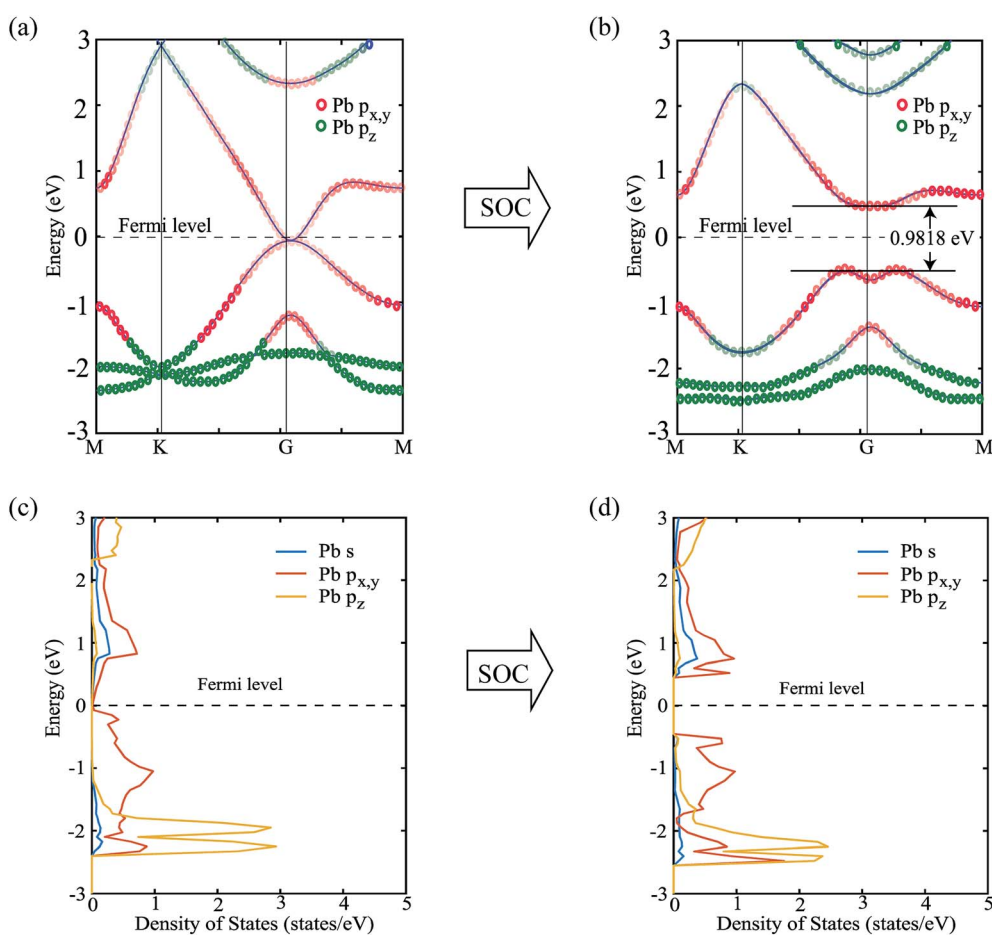 (a)
3
2
1
0
-1
-2
-3
Energy (eV)
Pb px,y
Pb pz
Fermi level
M K G M
SOC
(b)
3
2
1
0
-1
-2
-3
Energy (eV)
Pb px,y
Pb pz
Fermi level
0.9818 eV
M K G M
(c)
3
2
1
0
-1
-2
-3
Energy (eV)
Pb s
Pb px,y
Pb pz
Fermi level
0 1 2 3 4 5
Density of States (states/eV)
SOC
(d)
3
2
1
0
-1
-2
-3
Energy (eV)
Pb s
Pb px,y
Pb pz
Fermi level
0 1 2 3 4 5
Density of States (states/eV)